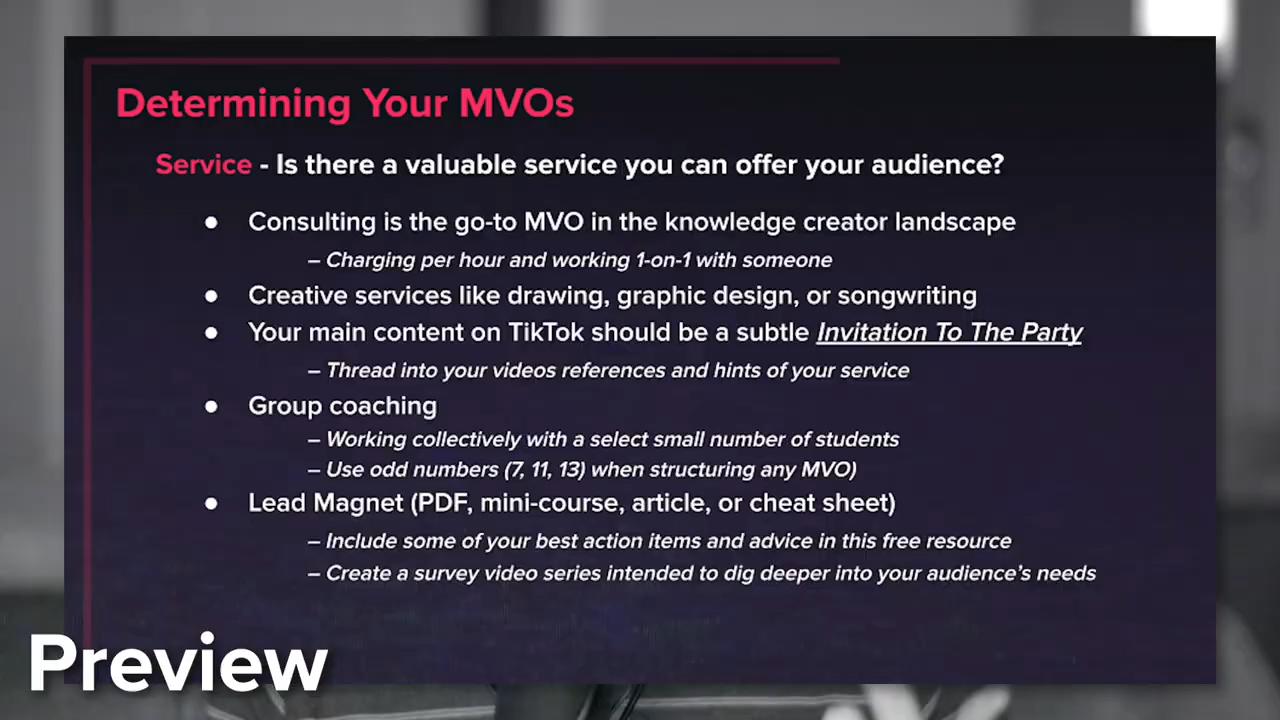 Determining Your MVOs
Service - Is there a valuable service you can offer your audience?
● Consulting is the go-to MVO in the knowledge creator landscape
– Charging per hour and working 1-on-1 with someone
● Creative services like drawing, graphic design, or songwriting
● Your main content on TikTok should be a subtle Invitation To The Party
– Thread into your videos references and hints of your service
● Group coaching
– Working collectively with a select small number of students
– Use odd numbers (7, 11, 13) when structuring any MVO)
● Lead Magnet (PDF, mini-course, article, or cheat sheet)
– Include some of your best action items and advice in this free resource
– Create a survey video series intended to dig deeper into your audience’s needs
Preview